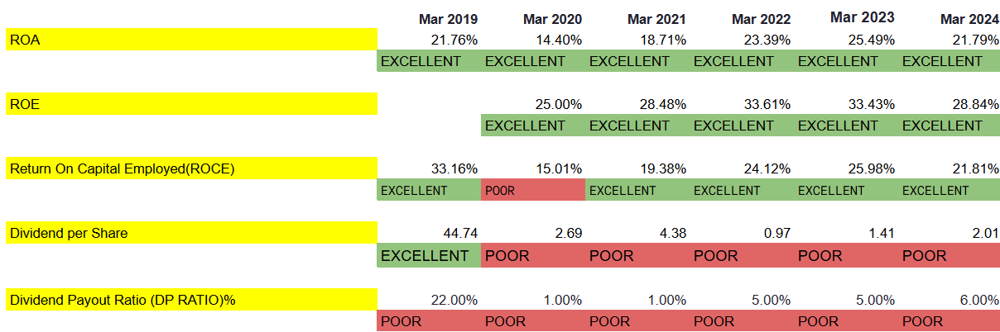 Mar 2019 Mar 2020 Mar 2021 Mar 2022 Mar 2023 Mar 2024
ROA 21.76% 14.40% 18.71% 23.39% 25.49% 21.79%
EXCELLENT EXCELLENT EXCELLENT EXCELLENT EXCELLENT EXCELLENT
ROE 25.00% 28.48% 33.61% 33.43% 28.84%
EXCELLENT EXCELLENT EXCELLENT EXCELLENT EXCELLENT
Return On Capital Employed(ROCE) 33.16% 15.01% 19.38% 24.12% 25.98% 21.81%
EXCELLENT POOR EXCELLENT EXCELLENT EXCELLENT EXCELLENT
Dividend per Share 44.74 2.69 4.38 0.97 1.41 2.01
EXCELLENT POOR POOR POOR POOR POOR
Dividend Payout Ratio (DP RATIO)% 22.00% 1.00% 1.00% 5.00% 5.00% 6.00%
POOR POOR POOR POOR POOR POOR